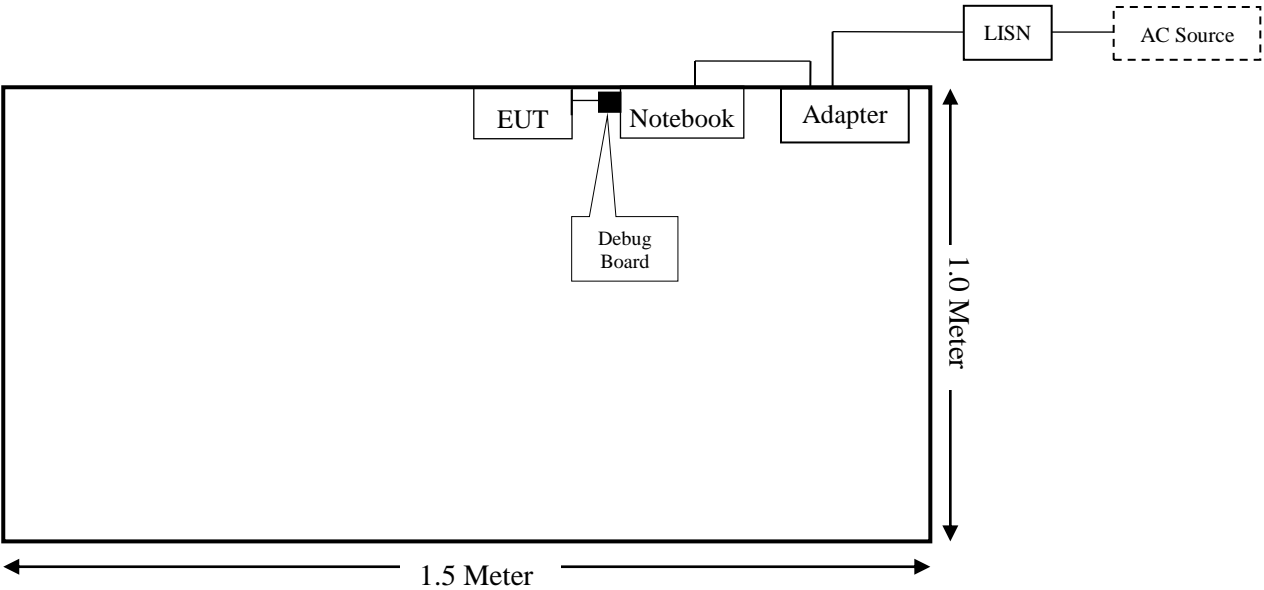 LISN
AC Source
EUT
Notebook
Adapter
Debug
Board
1.0 Meter
1.5 Meter